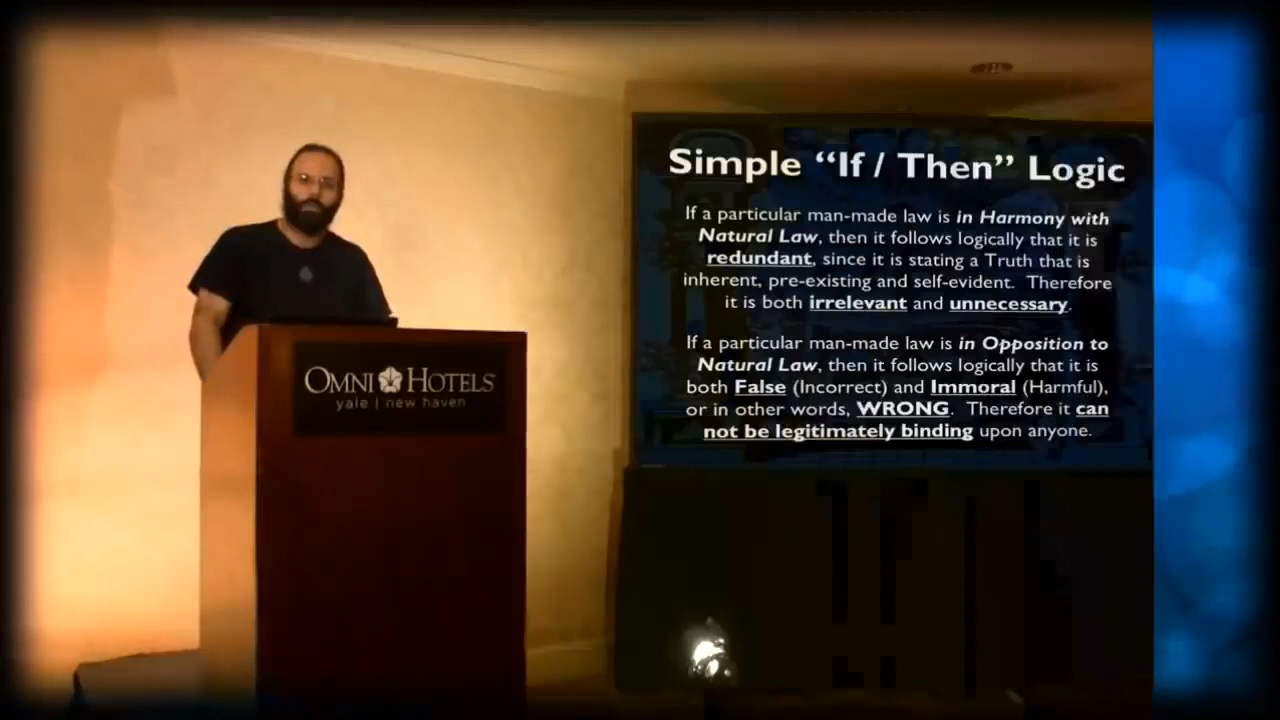 Simple “If / Then” Logic
If a particular man-made law is in Harmony with
Natural Law, then it follows logically that it is
redundant, since it is stating a Truth that is
inherent, pre-existing and self-evident. Therefore
it is both irrelevant and unnecessary.
If a particular man-made law is in Opposition to
Natural Law, then it follows logically that it is
both False (Incorrect) and Immoral (Harmful),
or in other words, WRONG. Therefore it can
not be legitimately binding upon anyone.
OMNI HOTELS
yale | new haven